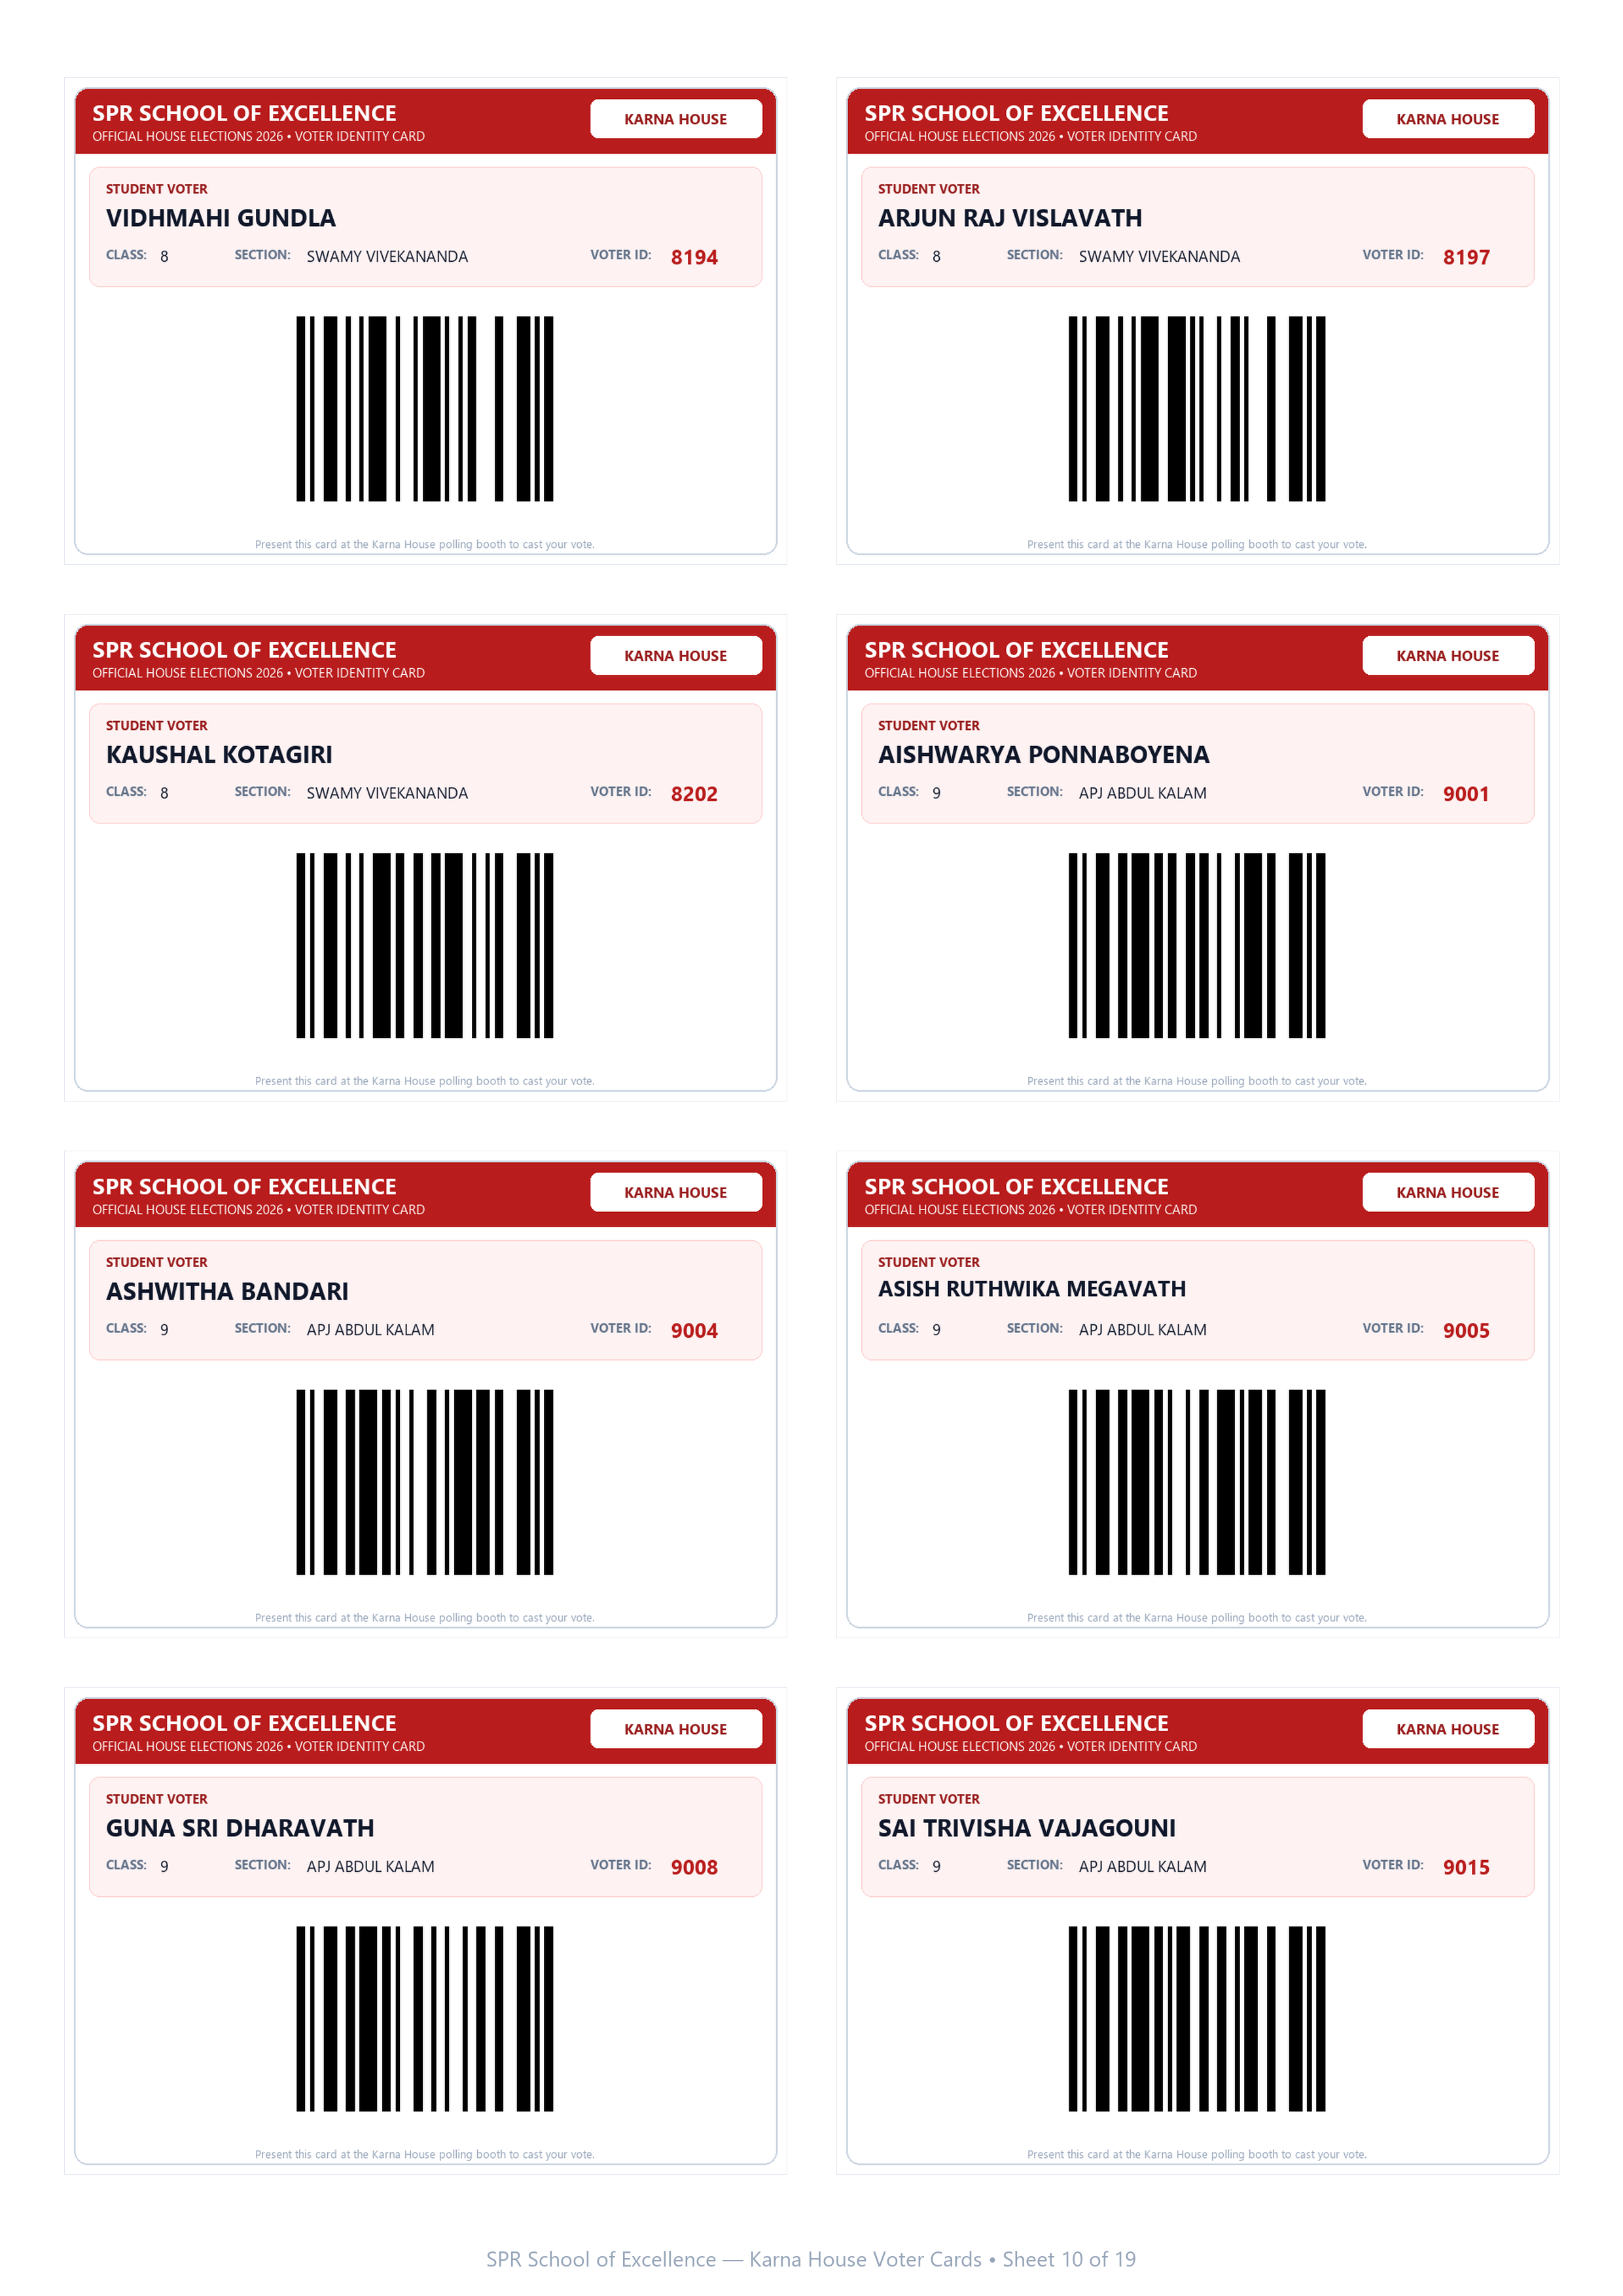 SPR SCHOOL OF EXCELLENCE
OFFICIAL HOUSE ELECTIONS 2026 • VOTER IDENTITY CARD
KARNA HOUSE
STUDENT VOTER
VIDHMAHI GUNDLA
CLASS: 8 SECTION: SWAMY VIVEKANANDA VOTER ID: 8194
Present this card at the Karna House polling booth to cast your vote.
SPR SCHOOL OF EXCELLENCE
OFFICIAL HOUSE ELECTIONS 2026 • VOTER IDENTITY CARD
KARNA HOUSE
STUDENT VOTER
ARJUN RAJ VISLAVATH
CLASS: 8 SECTION: SWAMY VIVEKANANDA VOTER ID: 8197
Present this card at the Karna House polling booth to cast your vote.
SPR SCHOOL OF EXCELLENCE
OFFICIAL HOUSE ELECTIONS 2026 • VOTER IDENTITY CARD
KARNA HOUSE
STUDENT VOTER
KAUSHAL KOTAGIRI
CLASS: 8 SECTION: SWAMY VIVEKANANDA VOTER ID: 8202
Present this card at the Karna House polling booth to cast your vote.
SPR SCHOOL OF EXCELLENCE
OFFICIAL HOUSE ELECTIONS 2026 • VOTER IDENTITY CARD
KARNA HOUSE
STUDENT VOTER
AISHWARYA PONNABOYENA
CLASS: 9 SECTION: APJ ABDUL KALAM VOTER ID: 9001
Present this card at the Karna House polling booth to cast your vote.
SPR SCHOOL OF EXCELLENCE
OFFICIAL HOUSE ELECTIONS 2026 • VOTER IDENTITY CARD
KARNA HOUSE
STUDENT VOTER
ASHWITHA BANDARI
CLASS: 9 SECTION: APJ ABDUL KALAM VOTER ID: 9004
Present this card at the Karna House polling booth to cast your vote.
SPR SCHOOL OF EXCELLENCE
OFFICIAL HOUSE ELECTIONS 2026 • VOTER IDENTITY CARD
KARNA HOUSE
STUDENT VOTER
ASISH RUTHWIKA MEGAVATH
CLASS: 9 SECTION: APJ ABDUL KALAM VOTER ID: 9005
Present this card at the Karna House polling booth to cast your vote.
SPR SCHOOL OF EXCELLENCE
OFFICIAL HOUSE ELECTIONS 2026 • VOTER IDENTITY CARD
KARNA HOUSE
STUDENT VOTER
GUNA SRI DHARAVATH
CLASS: 9 SECTION: APJ ABDUL KALAM VOTER ID: 9008
Present this card at the Karna House polling booth to cast your vote.
SPR SCHOOL OF EXCELLENCE
OFFICIAL HOUSE ELECTIONS 2026 • VOTER IDENTITY CARD
KARNA HOUSE
STUDENT VOTER
SAI TRIVISHA VAJAGOUNI
CLASS: 9 SECTION: APJ ABDUL KALAM VOTER ID: 9015
Present this card at the Karna House polling booth to cast your vote.
SPR School of Excellence — Karna House Voter Cards • Sheet 10 of 19